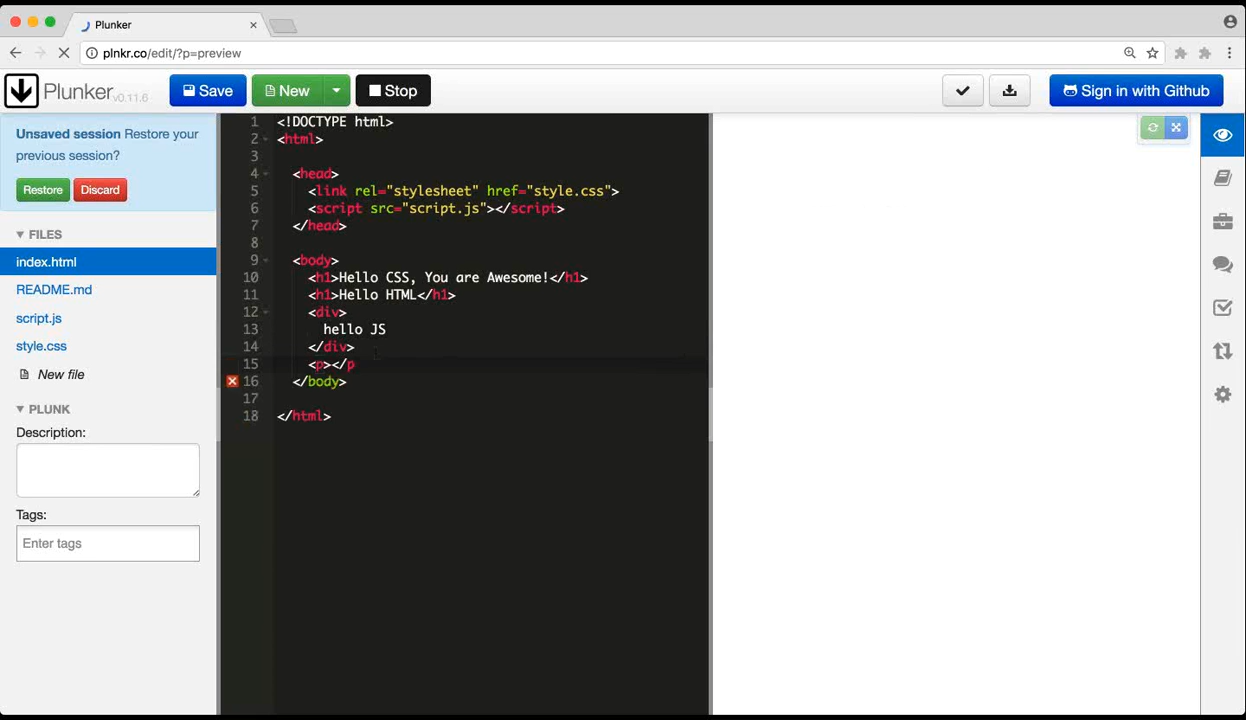 Plunker
plnkr.co/edit/?p=preview
Plunker v0.11.6
Save
New
Stop
Sign in with Github
Unsaved session Restore your
previous session?
Restore
Discard
FILES
index.html
README.md
script.js
style.css
New file
PLUNK
Description:
Tags:
Enter tags
1 <!DOCTYPE html>
2 <html>
3
4 <head>
5 <link rel="stylesheet" href="style.css">
6 <script src="script.js"></script>
7 </head>
8
9 <body>
10 <h1>Hello CSS, You are Awesome!</h1>
11 <h1>Hello HTML</h1>
12 <div>
13 hello JS
14 </div>
15 <p></p
16 </body>
17
18 </html>